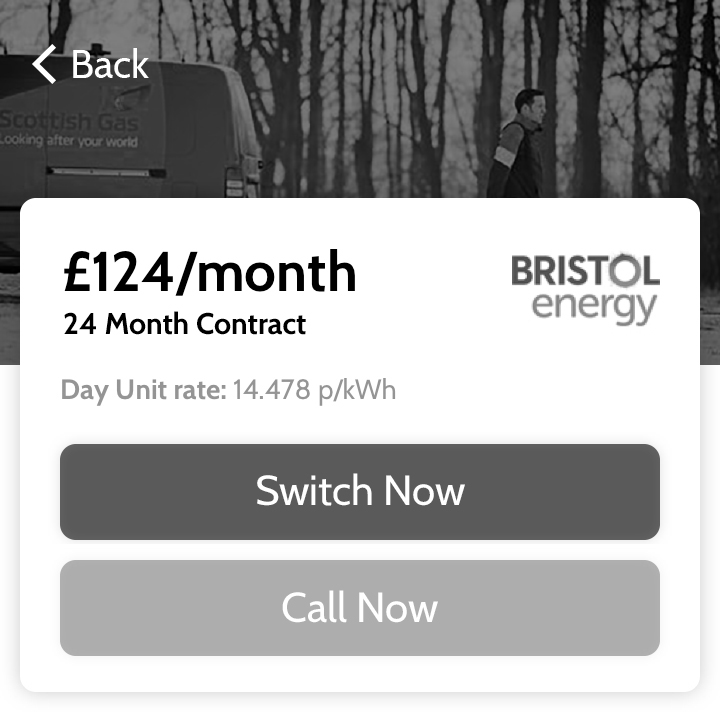 Back
Scottish Gas
Looking after your world
£124/month
24 Month Contract
BRISTOL
energy
Day Unit rate: 14.478 p/kWh
Switch Now
Call Now